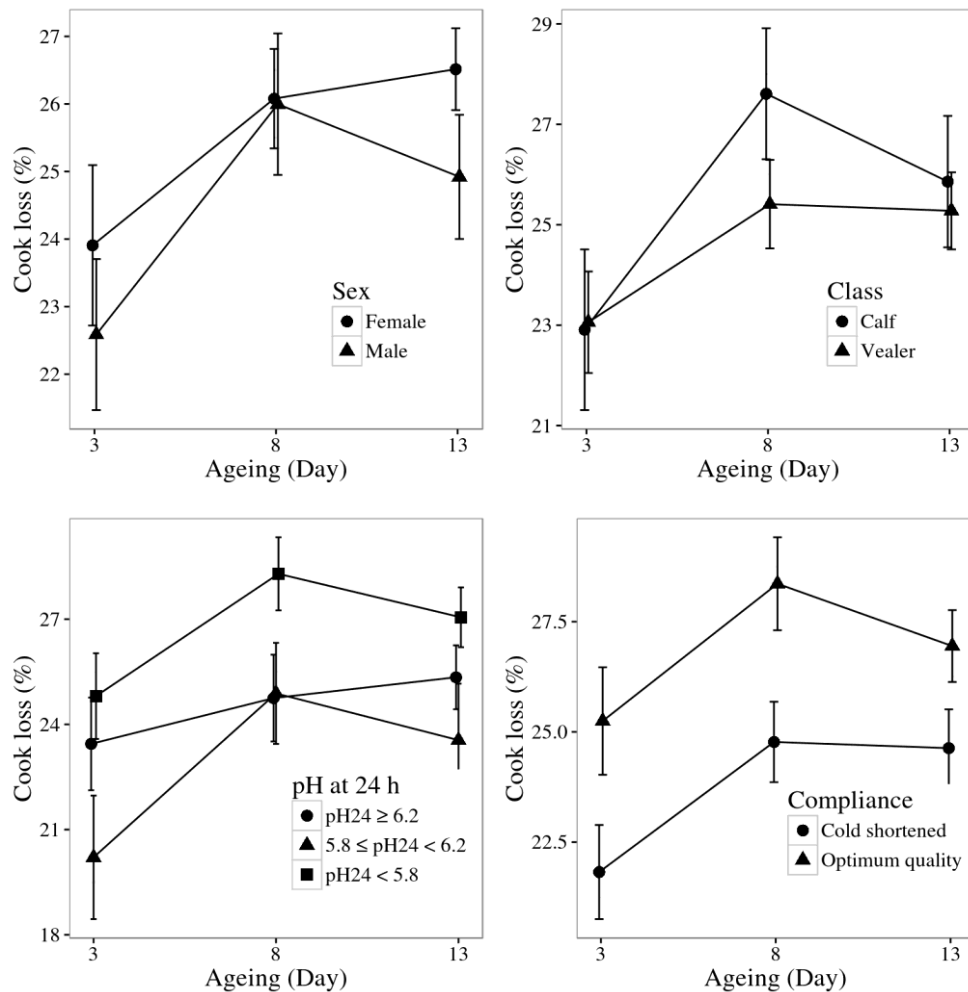 27
26
25
24
23
22
Cook loss (%)
Sex
Female
Male
3 8 13
Ageing (Day)
29
27
25
23
21
Cook loss (%)
Class
Calf
Vealer
3 8 13
Ageing (Day)
27
24
21
18
Cook loss (%)
pH at 24 h
pH24 ≥ 6.2
5.8 ≤ pH24 < 6.2
pH24 < 5.8
3 8 13
Ageing (Day)
27.5
25.0
22.5
Cook loss (%)
Compliance
Cold shortened
Optimum quality
3 8 13
Ageing (Day)